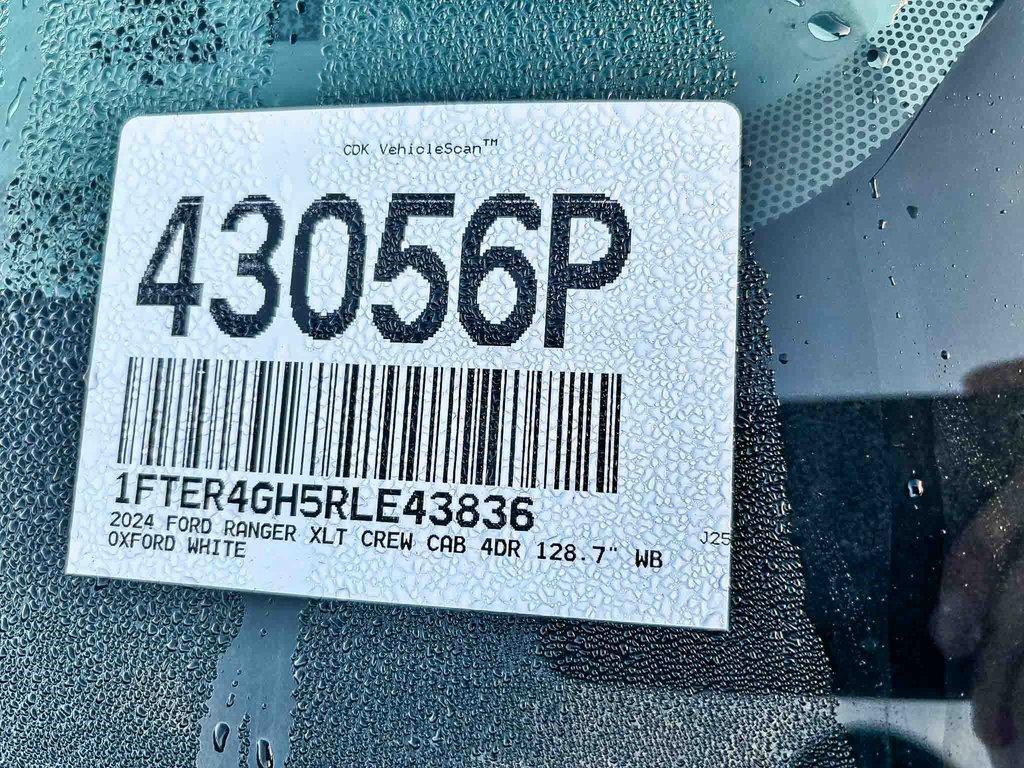 CDK VehicleScan™
43056P
1FTER4GH5RLE43836
2024 FORD RANGER XLT CREW CAB 4DR 128.7" WB
OXFORD WHITE
J25